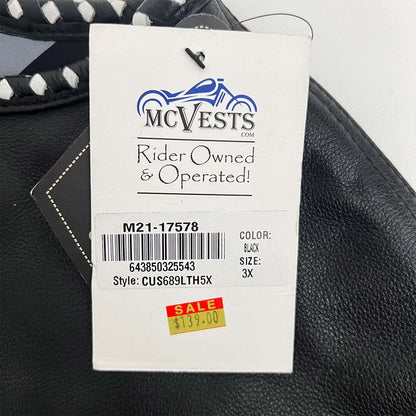 MCVESTS
.COM
Rider Owned
& Operated!
M21-17578
643850325543
Style: CUS689LTH5X
COLOR:
BLACK
SIZE:
3X
SALE
$139.00